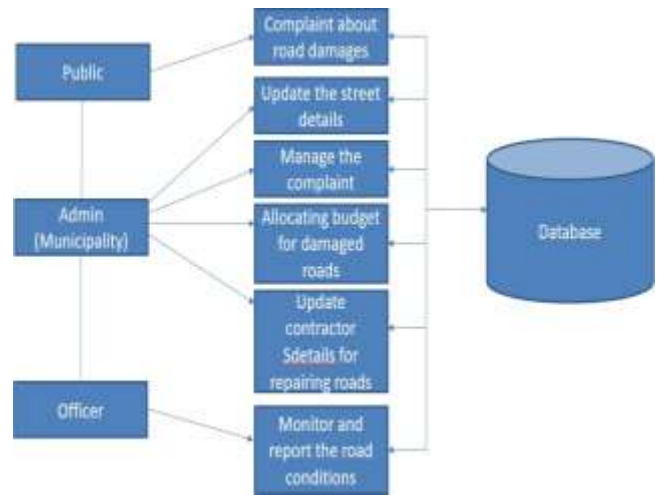 Complaint about
road damages
Public
Update the street
details
Manage the
complaint
Admin
(Municipality)
Allocating budget
for damaged
roads
Database
Update
contractor
Sdetails for
repairing roads
Officer
Monitor and
report the road
conditions